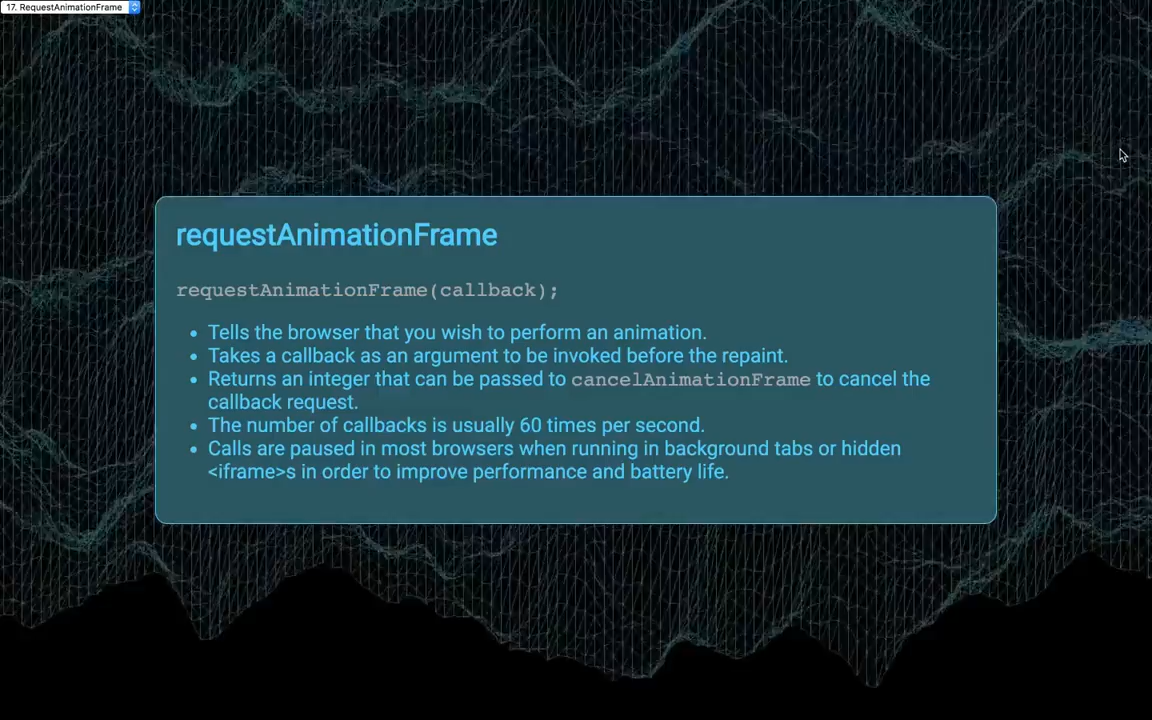 17. RequestAnimationFrame
requestAnimationFrame
requestAnimationFrame(callback);
• Tells the browser that you wish to perform an animation.
• Takes a callback as an argument to be invoked before the repaint.
• Returns an integer that can be passed to cancelAnimationFrame to cancel the
callback request.
• The number of callbacks is usually 60 times per second.
• Calls are paused in most browsers when running in background tabs or hidden
<iframe>s in order to improve performance and battery life.